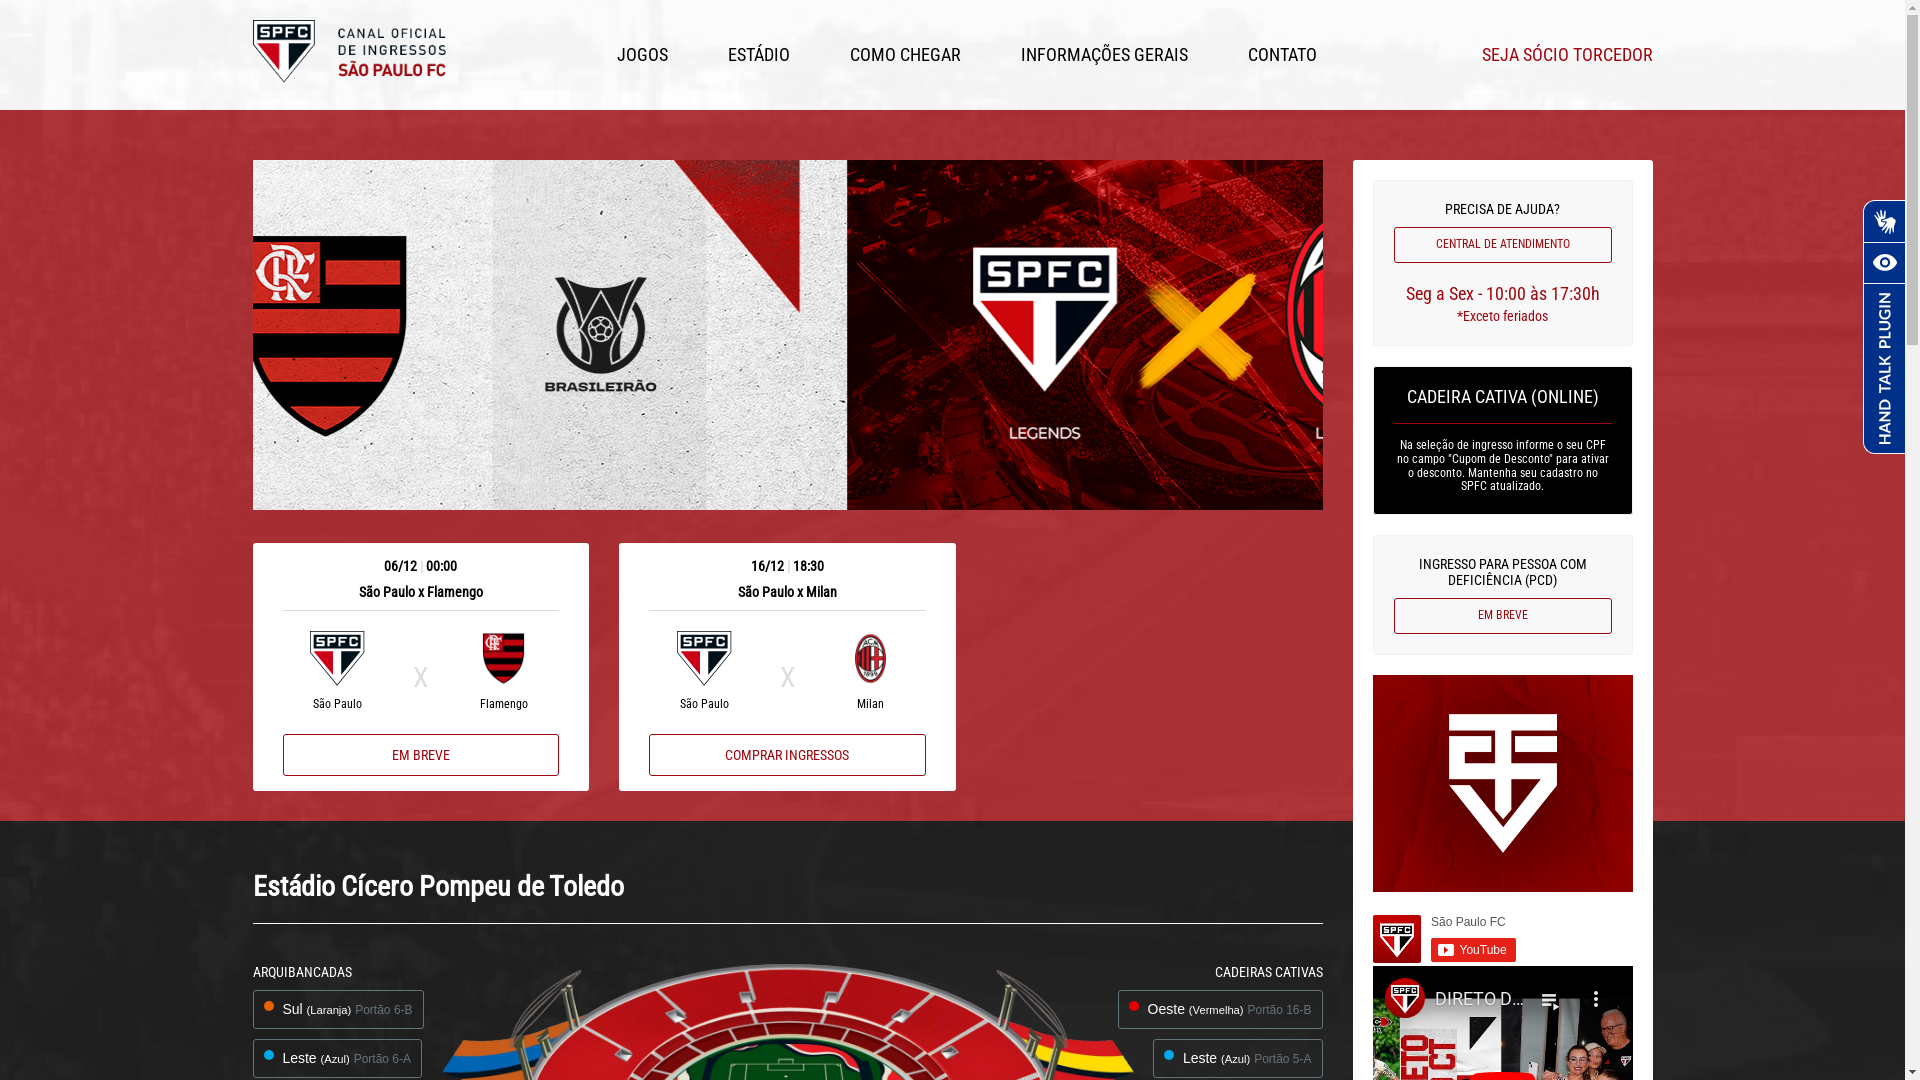 SPFC
CANAL OFICIAL
DE INGRESSOS
SÃO PAULO FC
JOGOS
ESTÁDIO
COMO CHEGAR
INFORMAÇÕES GERAIS
CONTATO
SEJA SÓCIO TORCEDOR
BRASILEIRÃO
SPFC
LEGENDS
06/12 | 00:00
São Paulo x Flamengo
SPFC
X
São Paulo
Flamengo
EM BREVE
16/12 | 18:30
São Paulo x Milan
SPFC
X
São Paulo
Milan
COMPRAR INGRESSOS
PRECISA DE AJUDA?
CENTRAL DE ATENDIMENTO
Seg a Sex - 10:00 às 17:30h
*Exceto feriados
CADEIRA CATIVA (ONLINE)
Na seleção de ingresso informe o seu CPF
no campo "Cupom de Desconto" para ativar
o desconto. Mantenha seu cadastro no
SPFC atualizado.
INGRESSO PARA PESSOA COM
DEFICIÊNCIA (PCD)
EM BREVE
HAND TALK PLUGIN
Estádio Cícero Pompeu de Toledo
ARQUIBANCADAS
Sul (Laranja) Portão 6-B
Leste (Azul) Portão 6-A
CADEIRAS CATIVAS
Oeste (Vermelha) Portão 16-B
Leste (Azul) Portão 5-A
SPFC
São Paulo FC
YouTube
SPFC
DIRETO D...